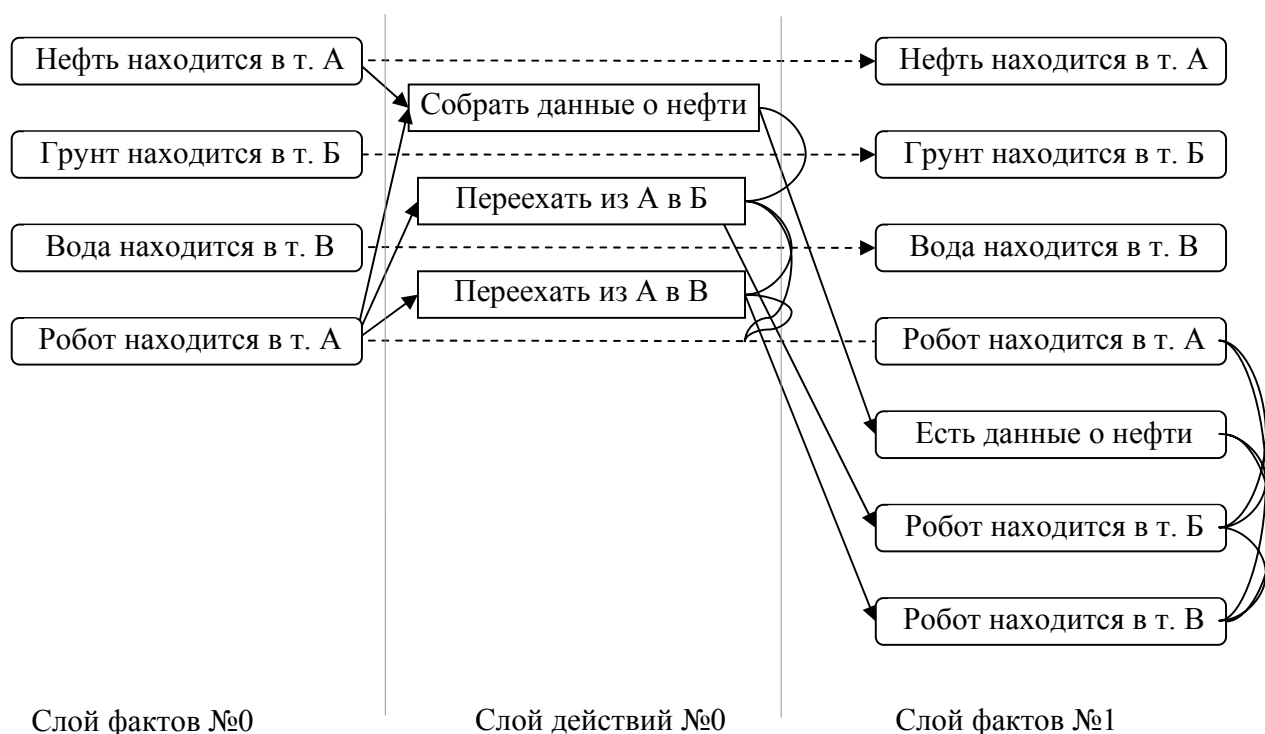 Нефть находится в т. А
Грунт находится в т. Б
Вода находится в т. В
Робот находится в т. А
Собрать данные о нефти
Переехать из А в Б
Переехать из А в В
Нефть находится в т. А
Грунт находится в т. Б
Вода находится в т. В
Робот находится в т. А
Есть данные о нефти
Робот находится в т. Б
Робот находится в т. В
Слой фактов №0
Слой действий №0
Слой фактов №1